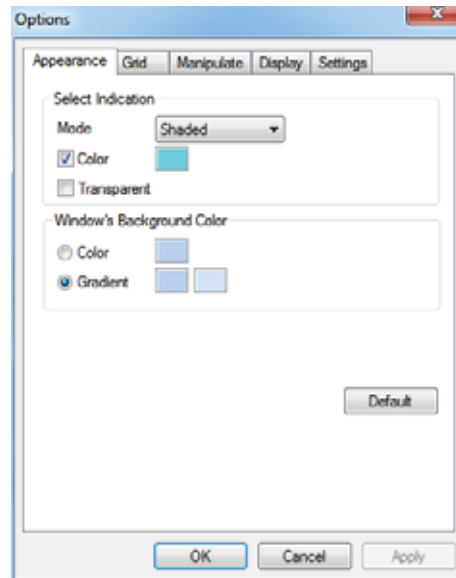 Options
Appearance Grid Manipulate Display Settings
Select Indication
Mode Shaded
Color
Transparent
Window's Background Color
Color
Gradient
Default
OK Cancel Apply